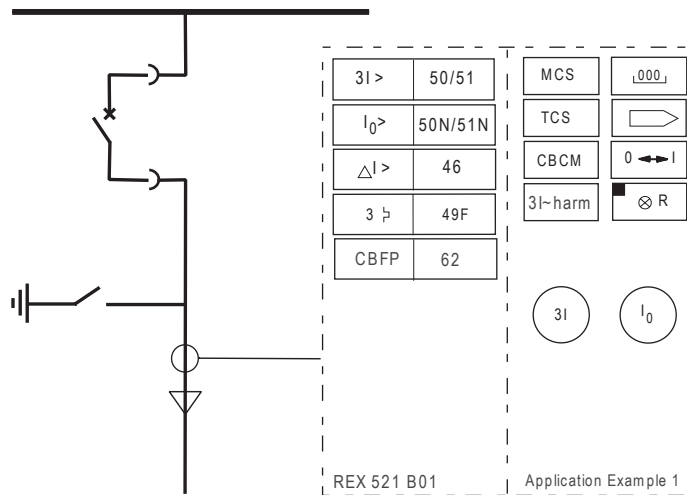 3I > 50/51
I0> 50N/51N
△I > 46
3 49F
CBFP 62
MCS 000
TCS
CBCM 0 ◄► I
3I~harm ⊗ R
3I I0
REX 521 B01
Application Example 1